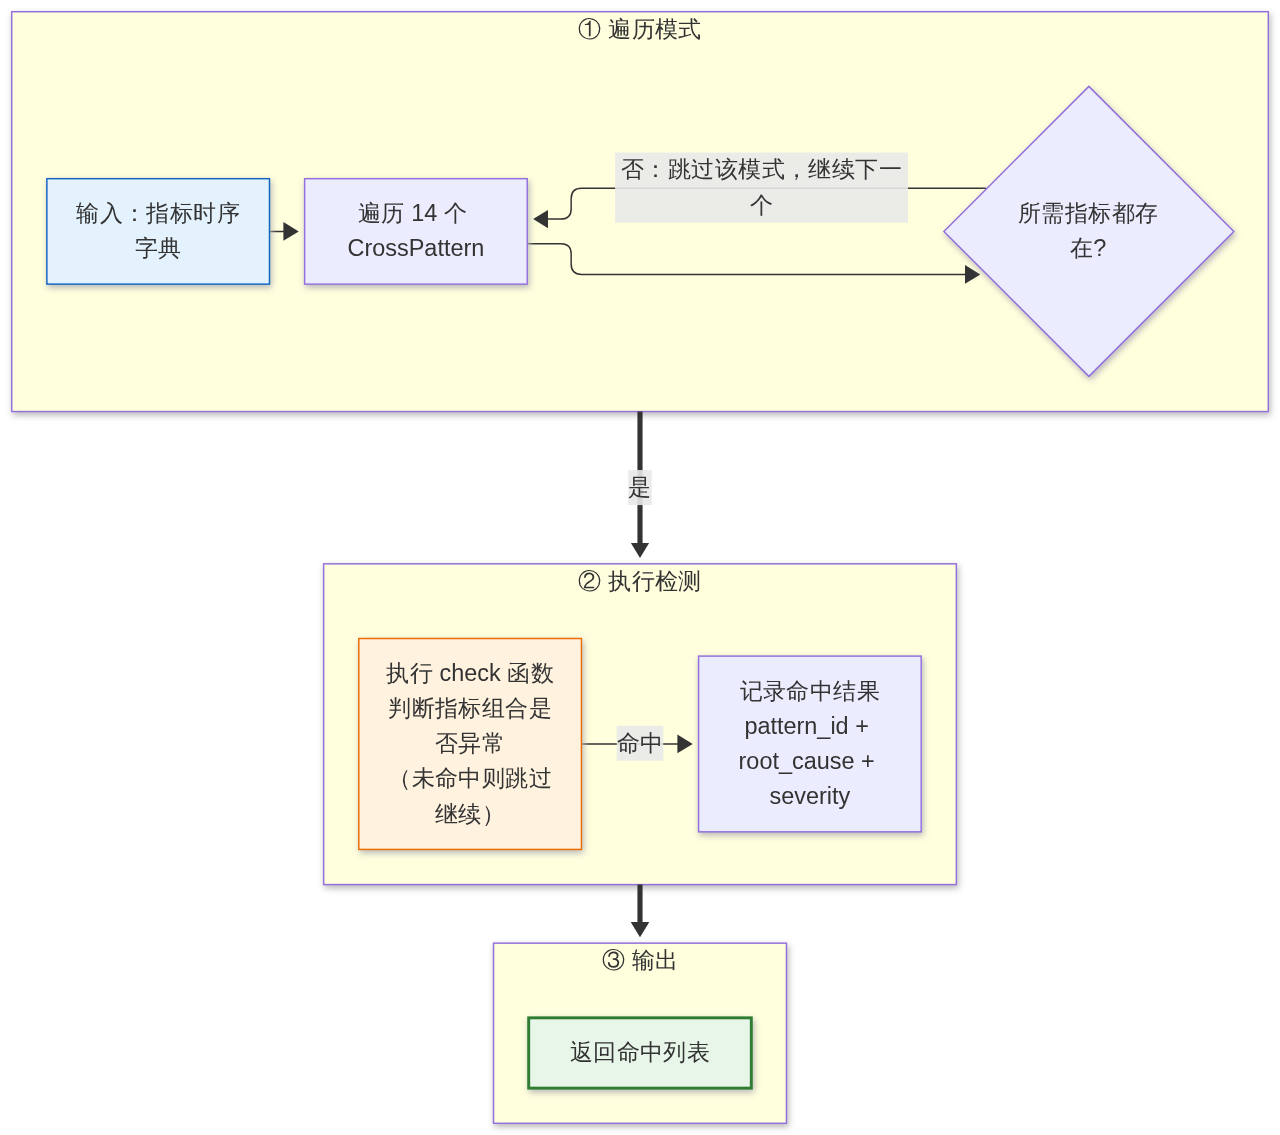 ① 遍历模式
输入：指标时序
字典
遍历 14 个
CrossPattern
否：跳过该模式，继续下一
个
所需指标都存
在?
是
② 执行检测
执行 check 函数
判断指标组合是
否异常
（未命中则跳过
继续）
命中
记录命中结果
pattern_id +
root_cause +
severity
③ 输出
返回命中列表